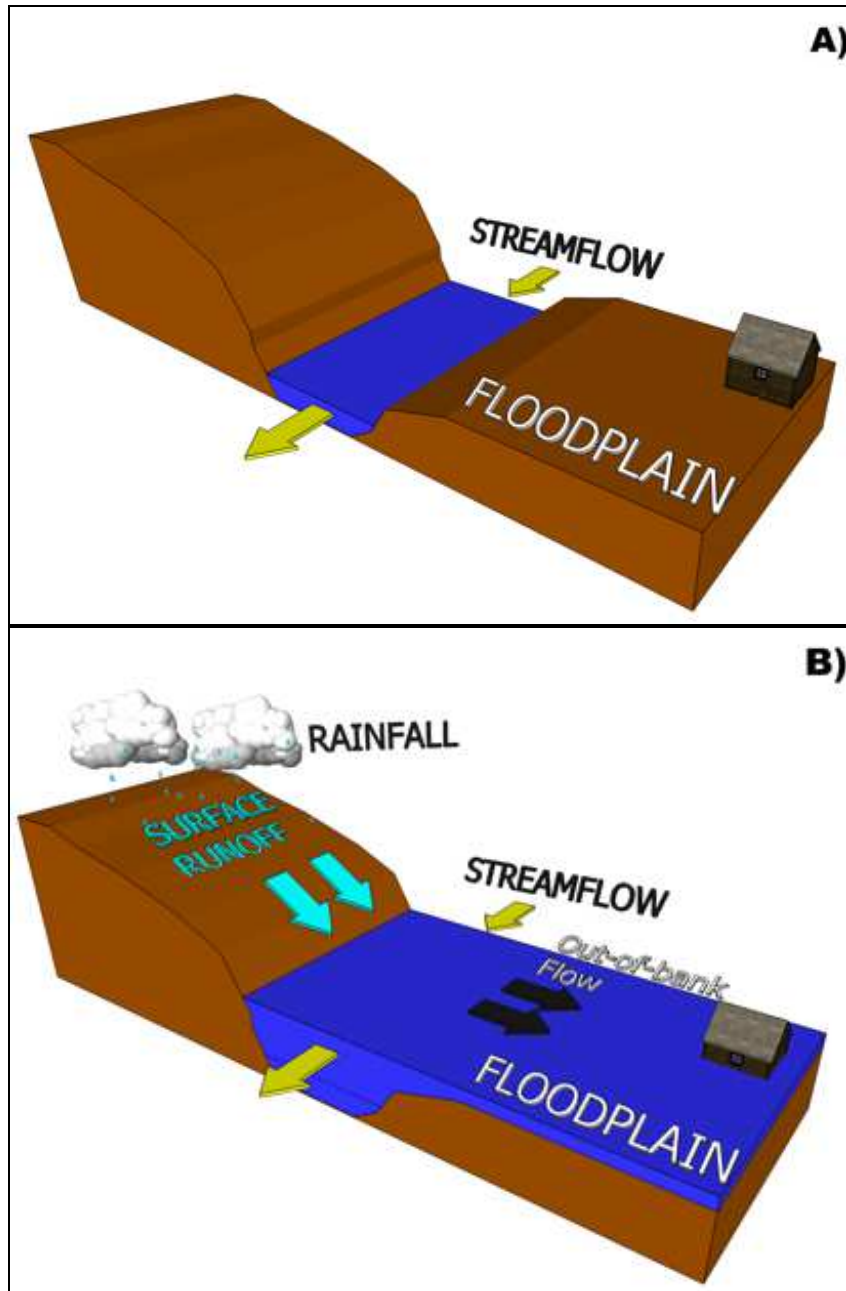 A)
STREAMFLOW
FLOODPLAIN
B)
RAINFALL
SURFACE
RUNOFF
STREAMFLOW
Out-of-bank
Flow
FLOODPLAIN